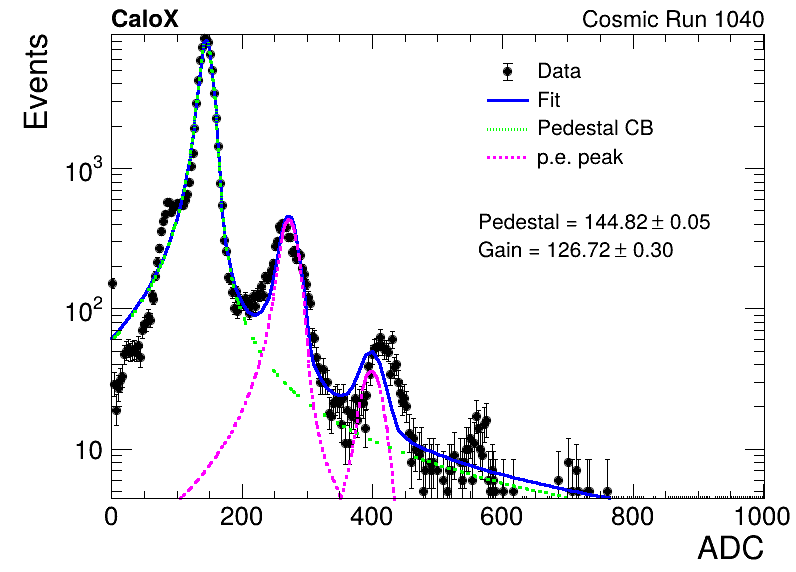 CaloX
Cosmic Run 1040
Events
Data
Fit
Pedestal CB
p.e. peak
Pedestal = 144.82 ± 0.05
Gain = 126.72 ± 0.30
10³
10²
10
0 200 400 600 800 1000
ADC